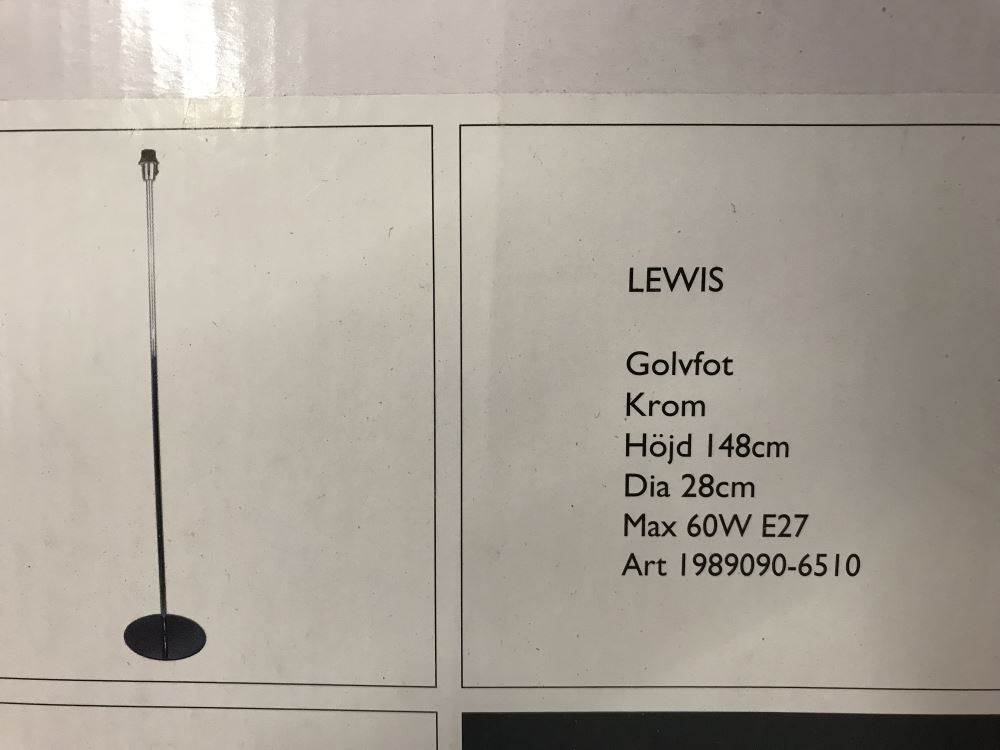 LEWIS
Golvfot
Krom
Höjd 148cm
Dia 28cm
Max 60W E27
Art 1989090-6510